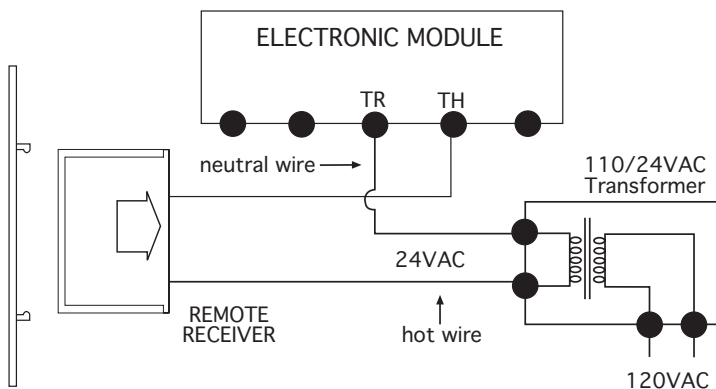 ELECTRONIC MODULE
TR TH
neutral wire
110/24VAC
Transformer
24VAC
REMOTE
RECEIVER
hot wire
120VAC